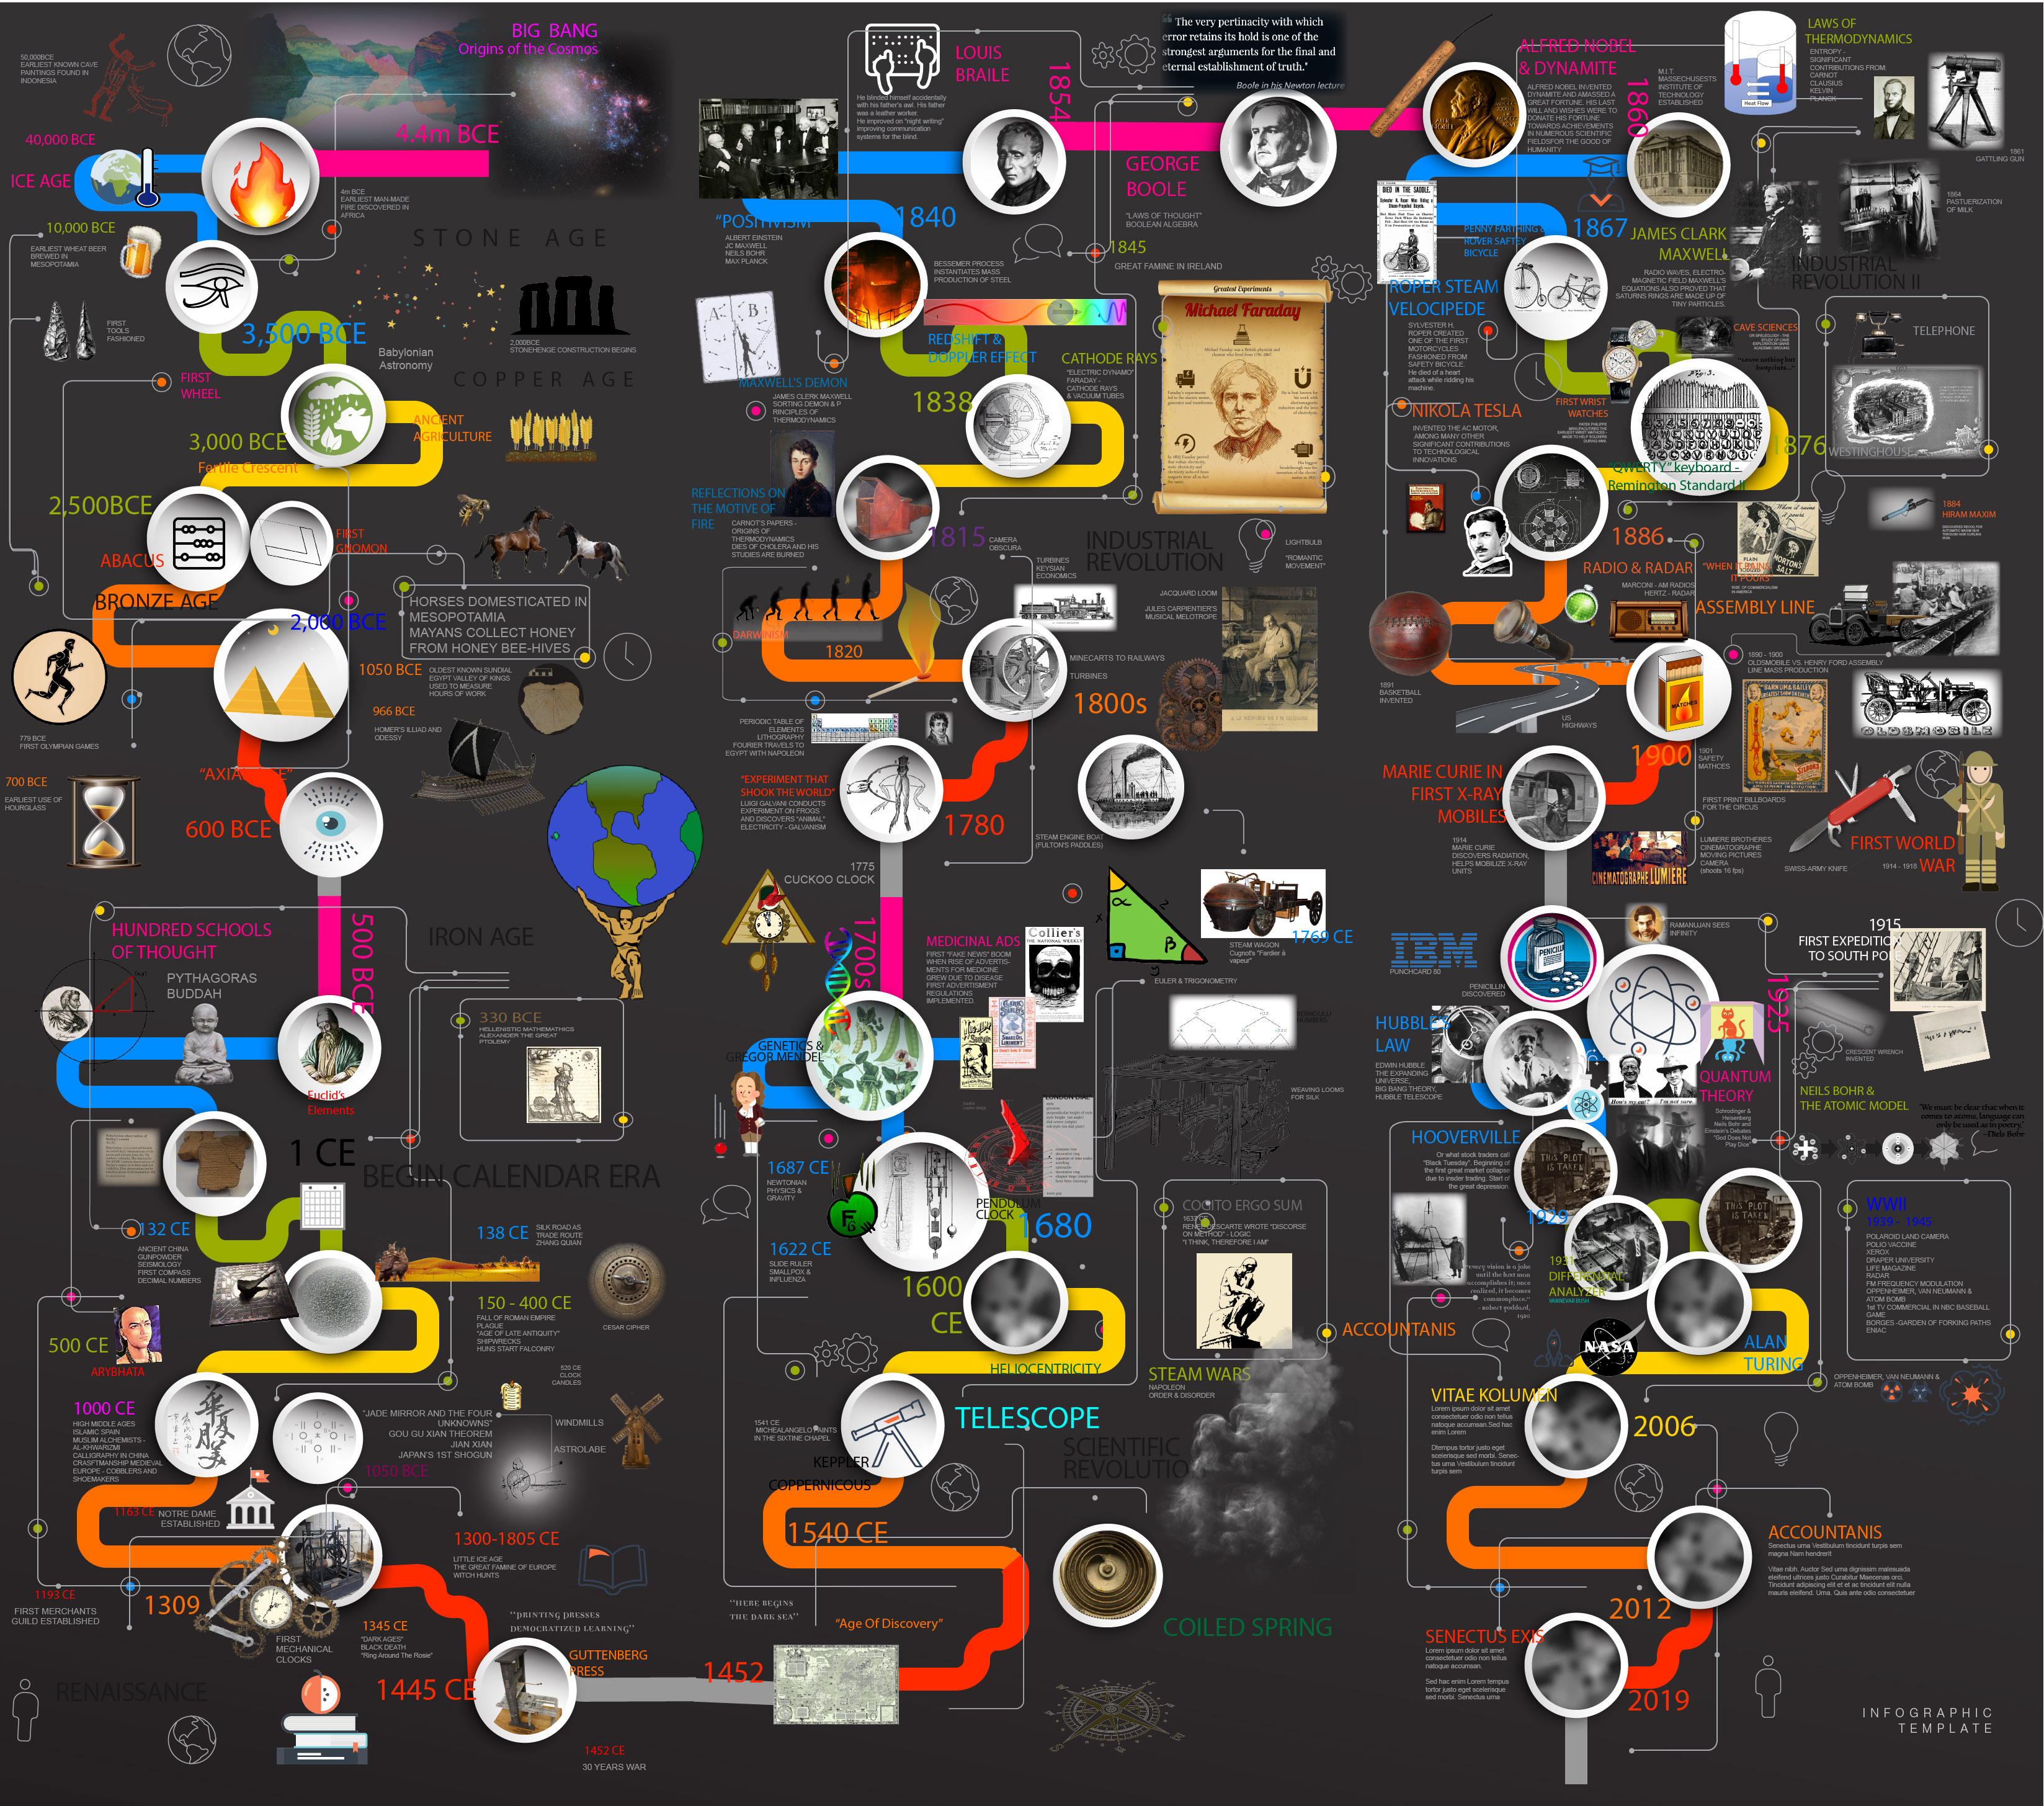 50,000BCE
EARLIEST KNOWN CAVE
PAINTINGS FOUND IN
INDONESIA
BIG BANG
Origins of the Cosmos
4.4m BCE
40,000 BCE
ICE AGE
4m BCE
EARLIEST MAN-MADE
FIRE DISCOVERED IN
AFRICA
10,000 BCE
EARLIEST WHEAT BEER
BREWED IN
MESOPOTAMIA
STONE AGE
FIRST
TOOLS
FASHIONED
3,500 BCE
Babylonian
Astronomy
2,000BCE
STONEHENGE CONSTRUCTION BEGINS
COPPER AGE
FIRST
WHEEL
ANCIENT
AGRICULTURE
3,000 BCE
Fertile Crescent
2,500BCE
ABACUS
FIRST
GNOMON
BRONZE AGE
2,000 BCE
HORSES DOMESTICATED IN
MESOPOTAMIA
MAYANS COLLECT HONEY
FROM HONEY BEE-HIVES
1050 BCE
OLDEST KNOWN SUNDIAL
EGYPT VALLEY OF KINGS
USED TO MEASURE
HOURS OF WORK
966 BCE
HOMER'S ILLIAD AND
ODESSY
779 BCE
FIRST OLYMPIAN GAMES
700 BCE
EARLIEST USE OF
HOURGLASS
600 BCE
HUNDRED SCHOOLS
OF THOUGHT
PYTHAGORAS
BUDDAH
500 BCE
IRON AGE
330 BCE
HELLENISTIC MATHEMATHICS
ALEXANDER THE GREAT
PTOLEMY
Euclid's
Elements
1 CE
BEGIN CALENDAR ERA
132 CE
ANCIENT CHINA
GUNPOWDER
SEISMOLOGY
FIRST COMPASS
DECIMAL NUMBERS
138 CE
SILK ROAD AS
TRADE ROUTE
ZHANG QUIAN
150 - 400 CE
FALL OF ROMAN EMPIRE
PLAGUE
"AGE OF LATE ANTIQUITY"
SHIPWRECKS
HUNS START FALCONRY
CESAR CIPHER
500 CE
ARYBHATA
520 CE
CLOCK
CANDLES
1000 CE
HIGH MIDDLE AGES
ISLAMIC SPAIN
MUSLIM ALCHEMISTS -
AL-KHWARIZMI
CALLIGRAPHY IN CHINA
CRASFTMANSHIP MEDIEVAL
EUROPE - COBBLERS AND
SHOEMAKERS
"JADE MIRROR AND THE FOUR
UNKNOWNS"
GOU GU XIAN THEOREM
JIAN XIAN
JAPAN'S 1ST SHOGUN
1050 BCE
WINDMILLS
ASTROLABE
1163 CE
NOTRE DAME
ESTABLISHED
1300-1805 CE
LITTLE ICE AGE
THE GREAT FAMINE OF EUROPE
WITCH HUNTS
1193 CE
FIRST MERCHANTS
GUILD ESTABLISHED
1309
FIRST
MECHANICAL
CLOCKS
1345 CE
"DARK AGES"
BLACK DEATH
"Ring Around The Rosie"
"PRINTING PRESSES
DEMOCRATIZED LEARNING"
GUTTENBERG
PRESS
RENAISSANCE
1445 CE
1452 CE
30 YEARS WAR
LOUIS
BRAILE
He blinded himself accidentally
with his father's awl. His father
was a leather worker.
He improved on "night writing"
improving communication
systems for the blind.
1854
"The very pertinacity with which
error retains its hold is one of the
strongest arguments for the final and
eternal establishment of truth."
Boole in his Newton lecture
GEORGE
BOOLE
"LAWS OF THOUGHT"
BOOLEAN ALGEBRA
"POSITIVISM
ALBERT EINSTEIN
JC MAXWELL
NEILS BOHR
MAX PLANCK
1840
BESSEMER PROCESS
INSTANTIATES MASS
PRODUCTION OF STEEL
1845
GREAT FAMINE IN IRELAND
REDSHIFT &
DOPPLER EFFECT
Greatest Experiments
Michael Faraday
MAXWELL'S DEMON
JAMES CLERK MAXWELL
SORTING DEMON & P
RINCIPLES OF
THERMODYNAMICS
1838
CATHODE RAYS
"ELECTRIC DYNAMO"
FARADAY -
CATHODE RAYS
& VACUUM TUBES
REFLECTIONS ON
THE MOTIVE OF
FIRE
CARNOT'S PAPERS -
ORIGINS OF
THERMODYNAMICS
DIES OF CHOLERA AND HIS
STUDIES ARE BURNED
1815
CAMERA
OBSCURA
INDUSTRIAL
REVOLUTION
LIGHTBULB
"ROMANTIC
MOVEMENT"
TURBINES
KEYSIAN
ECONOMICS
JACQUARD LOOM
JULES CARPENTIER'S
MUSICAL MELOTROPE
DARWINISM
1820
MINECARTS TO RAILWAYS
TURBINES
1800s
PERIODIC TABLE OF
ELEMENTS
LITHOGRAPHY
FOURIER TRAVELS TO
EGYPT WITH NAPOLEON
"EXPERIMENT THAT
SHOOK THE WORLD"
LUIGI GALVANI CONDUCTS
EXPERIMENT ON FROGS
AND DISCOVERS "ANIMAL"
ELECTIRCITY - GALVANISM
1780
STEAM ENGINE BOAT
(FULTON'S PADDLES)
1775
CUCKOO CLOCK
1700s
MEDICINAL ADS
FIRST "FAKE NEWS" BOOM
WHEN RISE OF ADVERTIS-
MENTS FOR MEDICINE
GREW DUE TO DISEASE
FIRST ADVERTISMENT
REGULATIONS
IMPLEMENTED.
Collier's
THE NATIONAL WEEKLY
α
β
x
y
z
1769 CE
STEAM WAGON
Cugnot's "Fardier à
vapeur"
EULER & TRIGONOMETRY
GENETICS &
GREGOR MENDEL
WEAVING LOOMS
FOR SILK
1687 CE
NEWTONIAN
PHYSICS &
GRAVITY
PENDULUM
CLOCK
1680
1622 CE
SLIDE RULER
SMALLPOX &
INFLUENZA
COGITO ERGO SUM
RENEE DESCARTE WROTE "DISCORSE
ON METHOD" - LOGIC
"I THINK, THEREFORE I AM"
1600
CE
HELIOCENTRICITY
STEAM WARS
NAPOLEON
ORDER & DISORDER
1541 CE
MICHEALANGELO PAINTS
IN THE SIXTINE CHAPEL
TELESCOPE
KEPPLER
COPPERNICOUS
SCIENTIFIC
REVOLUTIO
1540 CE
"HERE BEGINS
THE DARK SEA"
"Age Of Discovery"
COILED SPRING
1452
ALFRED NOBEL
& DYNAMITE
ALFRED NOBEL INVENTED
DYNAMITE AND AMASSED A
GREAT FORTUNE. HIS LAST
WILL AND WISHES WERE TO
DONATE HIS FORTUNE
TOWARDS ACHIEVEMENTS
IN NUMEROUS SCIENTIFIC
FIELDSFOR THE GOOD OF
HUMANITY
1860
M.I.T.
MASSECHUSESTS
INSTITUTE OF
TECHNOLOGY
ESTABLISHED
Heat Flow
LAWS OF
THERMODYNAMICS
ENTROPY -
SIGNIFICANT
CONTRIBUTIONS FROM:
CARNOT
CLAUSIUS
KELVIN
PLANCK
1861
GATTLING GUN
1864
PASTUERIZATION
OF MILK
DIED IN THE SADDLE.
PENNY FARTHING &
ROVER SAFTEY
BICYCLE
1867
JAMES CLARK
MAXWELL
RADIO WAVES, ELECTRO-
MAGNETIC FIELD MAXWELL'S
EQUATIONS ALSO PROVED THAT
SATURNS RINGS ARE MADE UP OF
TINY PARTICLES.
INDUSTRIAL
REVOLUTION II
ROPER STEAM
VELOCIPEDE
SYLVESTER H.
ROPER CREATED
ONE OF THE FIRST
MOTORCYCLES
FASHIONED FROM
SAFETY BICYCLE.
He died of a heart
attack while ridding his
machine.
CAVE SCIENCES
TELEPHONE
NIKOLA TESLA
INVENTED THE AC MOTOR,
AMONG MANY OTHER
SIGNIFICANT CONTRIBUTIONS
TO TECHNOLOGICAL
INNOVATIONS
FIRST WRIST
WATCHES
"QWERTY" keyboard -
Remington Standard II
1876
WESTINGHOUSE
1884
HIRAM MAXIM
1886
RADIO & RADAR
MARCONI - AM RADIOS
HERTZ - RADAR
"WHEN IT RAINS,
IT POURS"
PLAIN
MORTON'S
SALT
ASSEMBLY LINE
1890 - 1900
OLDSMOBILE VS. HENRY FORD ASSEMBLY
LINE MASS PRODUCTION
1891
BASKETBALL
INVENTED
US
HIGHWAYS
MATCHES
OLDSMOBILE
1900
1901
SAFETY
MATHCES
BARNUM & BAILEY
FIRST PRINT BILLBOARDS
FOR THE CIRCUS
MARIE CURIE IN
FIRST X-RAY
MOBILES
1914
MARIE CURIE
DISCOVERS RADIATION,
HELPS MOBILIZE X-RAY
UNITS
CINEMATOGRAPHE LUMIERE
LUMIERE BROTHERES
CINEMATOGRAPHE
MOVING PICTURES
CAMERA
(shoots 16 fps)
SWISS-ARMY KNIFE
FIRST WORLD
WAR
1914 - 1918
IBM
PUNCHCARD 80
PENICILLIN
DISCOVERED
RAMANUJAN SEES
INFINITY
1915
FIRST EXPEDITION
TO SOUTH POLE
1925
HUBBLE'S
LAW
EDWIN HUBBLE
THE EXPANDING
UNIVERSE,
BIG BANG THEORY,
HUBBLE TELESCOPE
How's my cat?
I'm not sure.
QUANTUM
THEORY
Schrodinger &
Heisenberg
Neils Bohr and
Einstein's Debates
"God Does Not
Play Dice"
CRESCENT WRENCH
INVENTED
NEILS BOHR &
THE ATOMIC MODEL
"We must be clear that when it
comes to atoms, language can
only be used as in poetry."
—Niels Bohr
HOOVERVILLE
Or what stock traders call
"Black Tuesday". Beginning of
the first great market collapse
due to insider trading. Start of
the great depression.
THIS PLOT
IS TAKEN
THIS PLOT
IS TAKEN
1929
1931
DIFFERENTIAL
ANALYZER
VANNEVAR BUSH
"Every vision is a joke
until the first man
accomplishes it; once
realized, it becomes
commonplace."
- Robert Goddard,
WWII
1939 - 1945
POLAROID LAND CAMERA
POLIO VACCINE
XEROX
DRAPER UNIVERSITY
LIFE MAGAZINE
RADAR
FM FREQUENCY MODULATION
OPPENHEIMER, VAN NEUMANN &
ATOM BOMB
1st TV COMMERCIAL IN NBC BASEBALL
GAME
BORGES -GARDEN OF FORKING PATHS
ENIAC
ACCOUNTANIS
NASA
ALAN
TURING
OPPENHEIMER, VAN NEUMANN &
ATOM BOMB
VITAE KOLUMEN
Lorem ipsum dolor sit amet
consectetuer odio non tellus
natoque accumsan.Sed hac
enim Lorem
Dtempus tortor justo eget
scelerisque sed morbi. Senec-
tus urna Vestibulum tincidunt
turpis sem
2006
ACCOUNTANIS
Senectus urna Vestibulum tincidunt turpis sem
magna Nam hendrerit
Vitae nibh. Auctor Sed urna dignissim malesuada
eleifend ultrices justo Curabitur Maecenas orci.
Tincidunt adipiscing elit et et ac tincidunt elit nulla
mauris eleifend. Urna. Quis ante odio consectetuer
2012
SENECTUS EXIS
Lorem ipsum dolor sit amet
consectetuer odio non tellus
natoque accumsan.
Sed hac enim Lorem tempus
tortor justo eget scelerisque
sed morbi. Senectus urna
2019
INFOGRAPHIC
TEMPLATE